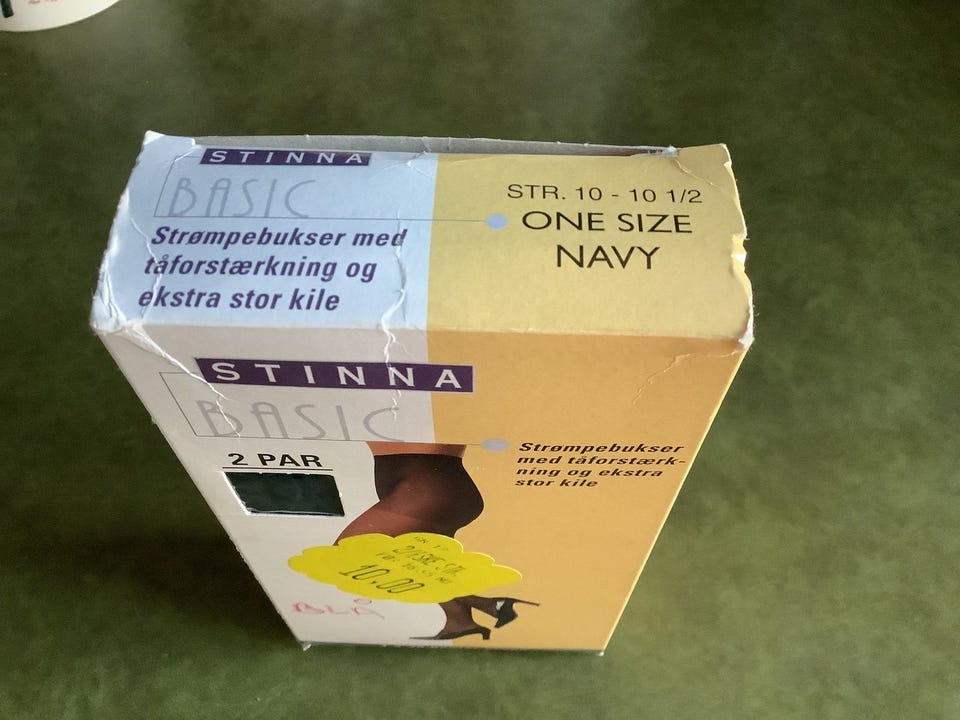 STINNA
BASIC
Strømpebukser med
tåforstærkning og
ekstra stor kile
STR. 10 - 10 1/2
ONE SIZE
NAVY
STINNA
BASIC
2 PAR
Strømpebukser
med tåforstærk-
ning og ekstra
stor kile
10.00
BLÅ